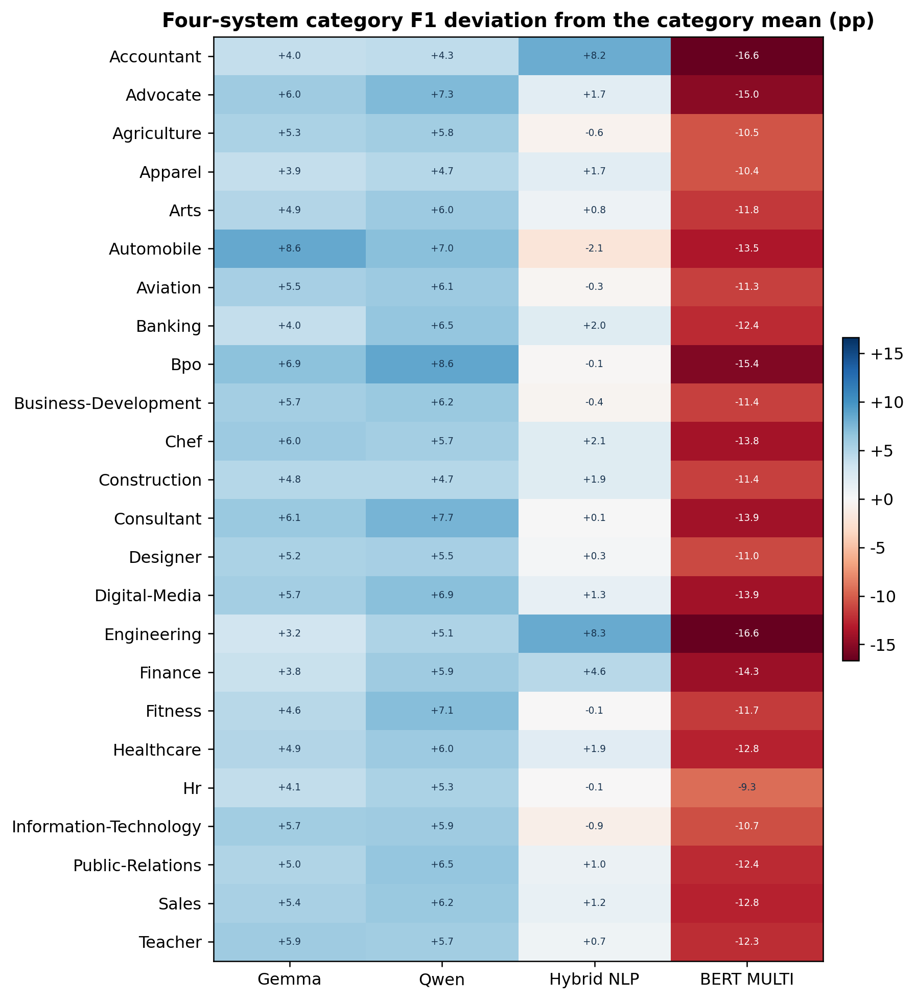 Four-system category F1 deviation from the category mean (pp)
Accountant +4.0 +4.3 +8.2 -16.6
Advocate +6.0 +7.3 +1.7 -15.0
Agriculture +5.3 +5.8 -0.6 -10.5
Apparel +3.9 +4.7 +1.7 -10.4
Arts +4.9 +6.0 +0.8 -11.8
Automobile +8.6 +7.0 -2.1 -13.5
Aviation +5.5 +6.1 -0.3 -11.3
Banking +4.0 +6.5 +2.0 -12.4
Bpo +6.9 +8.6 -0.1 -15.4
Business-Development +5.7 +6.2 -0.4 -11.4
Chef +6.0 +5.7 +2.1 -13.8
Construction +4.8 +4.7 +1.9 -11.4
Consultant +6.1 +7.7 +0.1 -13.9
Designer +5.2 +5.5 +0.3 -11.0
Digital-Media +5.7 +6.9 +1.3 -13.9
Engineering +3.2 +5.1 +8.3 -16.6
Finance +3.8 +5.9 +4.6 -14.3
Fitness +4.6 +7.1 -0.1 -11.7
Healthcare +4.9 +6.0 +1.9 -12.8
Hr +4.1 +5.3 -0.1 -9.3
Information-Technology +5.7 +5.9 -0.9 -10.7
Public-Relations +5.0 +6.5 +1.0 -12.4
Sales +5.4 +6.2 +1.2 -12.8
Teacher +5.9 +5.7 +0.7 -12.3
Gemma Qwen Hybrid NLP BERT MULTI
+15
+10
+5
+0
-5
-10
-15